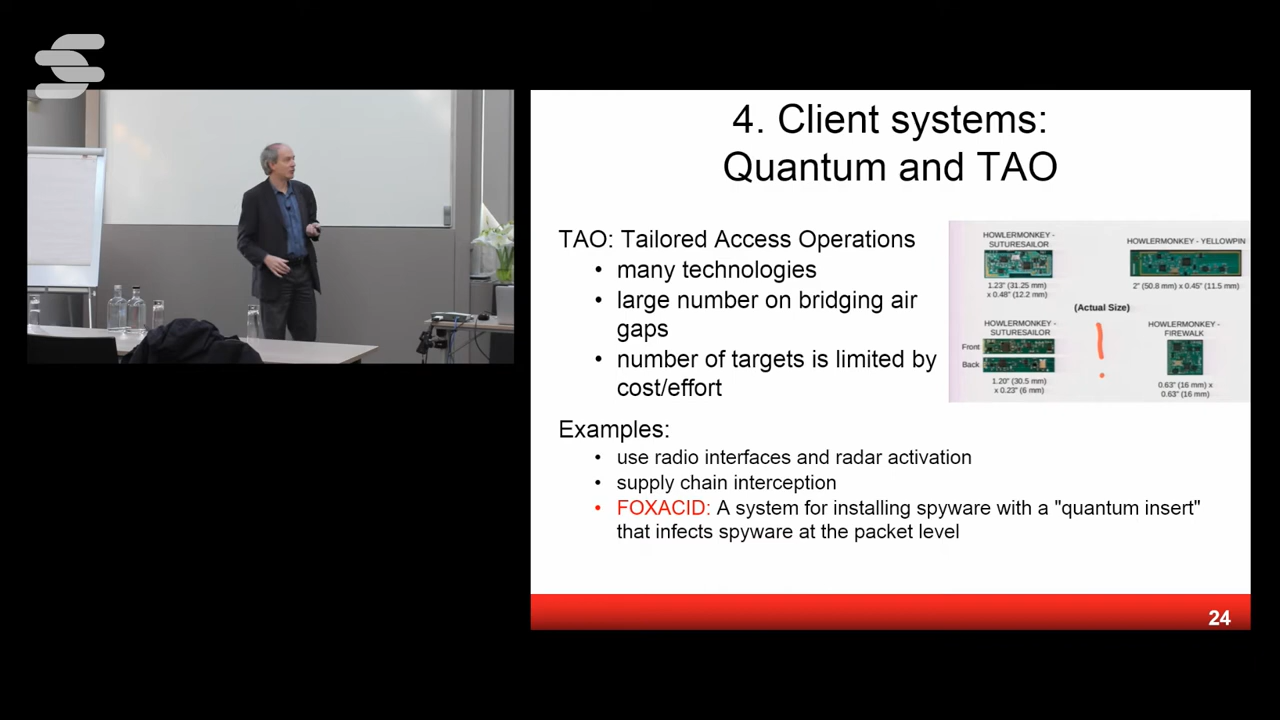 4. Client systems:
Quantum and TAO
TAO: Tailored Access Operations
• many technologies
• large number on bridging air
gaps
• number of targets is limited by
cost/effort
HOWLERMONKEY -
SUTURESAILOR
1.23" (31.25 mm)
x 0.48" (12.2 mm)
HOWLERMONKEY - YELLOWPIN
2" (50.8 mm) x 0.45" (11.5 mm)
(Actual Size)
HOWLERMONKEY -
SUTURESAILOR
Front
Back
1.20" (30.5 mm)
x 0.23" (6 mm)
!
HOWLERMONKEY -
FIREWALK
0.63" (16 mm) x
0.63" (16 mm)
Examples:
• use radio interfaces and radar activation
• supply chain interception
• FOXACID: A system for installing spyware with a "quantum insert"
that infects spyware at the packet level
24